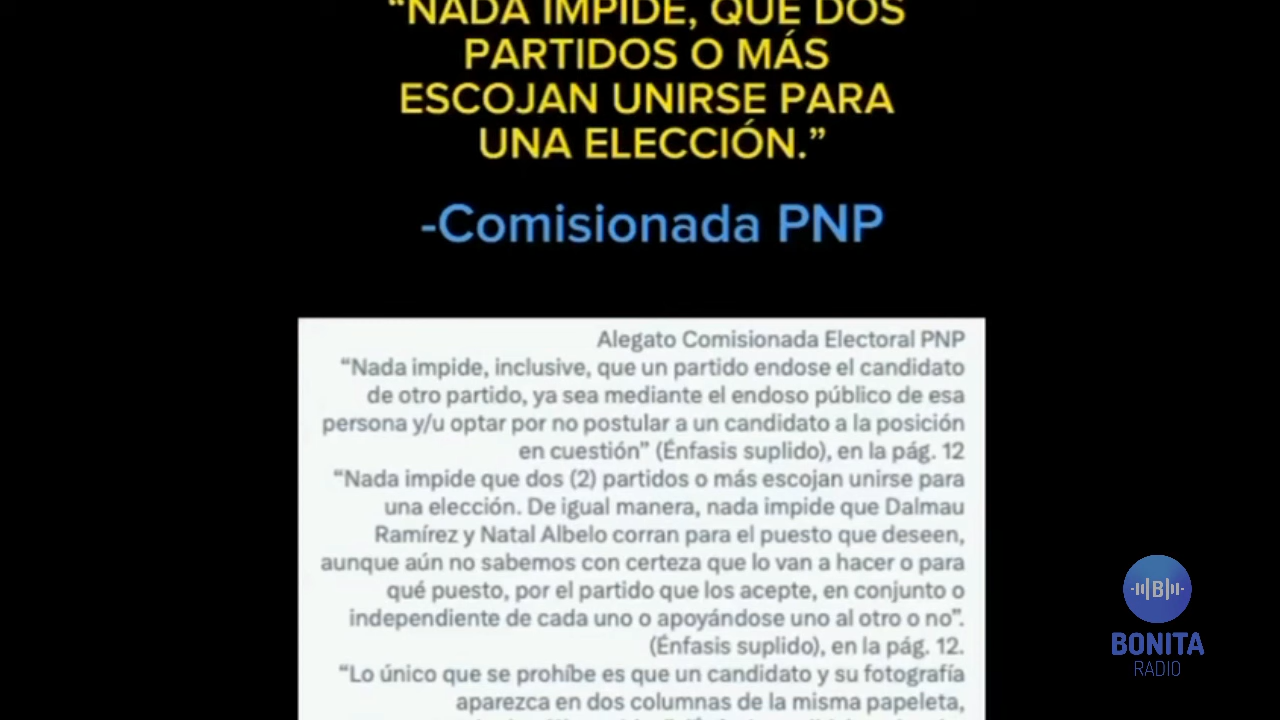 “NADA IMPIDE, QUE DOS
PARTIDOS O MÁS
ESCOJAN UNIRSE PARA
UNA ELECCIÓN.”
-Comisionada PNP
Alegato Comisionada Electoral PNP
“Nada impide, inclusive, que un partido endose el candidato
de otro partido, ya sea mediante el endoso público de esa
persona y/u optar por no postular a un candidato a la posición
en cuestión” (Énfasis suplido), en la pág. 12
“Nada impide que dos (2) partidos o más escojan unirse para
una elección. De igual manera, nada impide que Dalmau
Ramírez y Natal Albelo corran para el puesto que deseen,
aunque aún no sabemos con certeza que lo van a hacer o para
qué puesto, por el partido que los acepte, en conjunto o
independiente de cada uno o apoyándose uno al otro o no”.
(Énfasis suplido), en la pág. 12.
“Lo único que se prohíbe es que un candidato y su fotografía
aparezca en dos columnas de la misma papeleta,
B
BONITA
RADIO